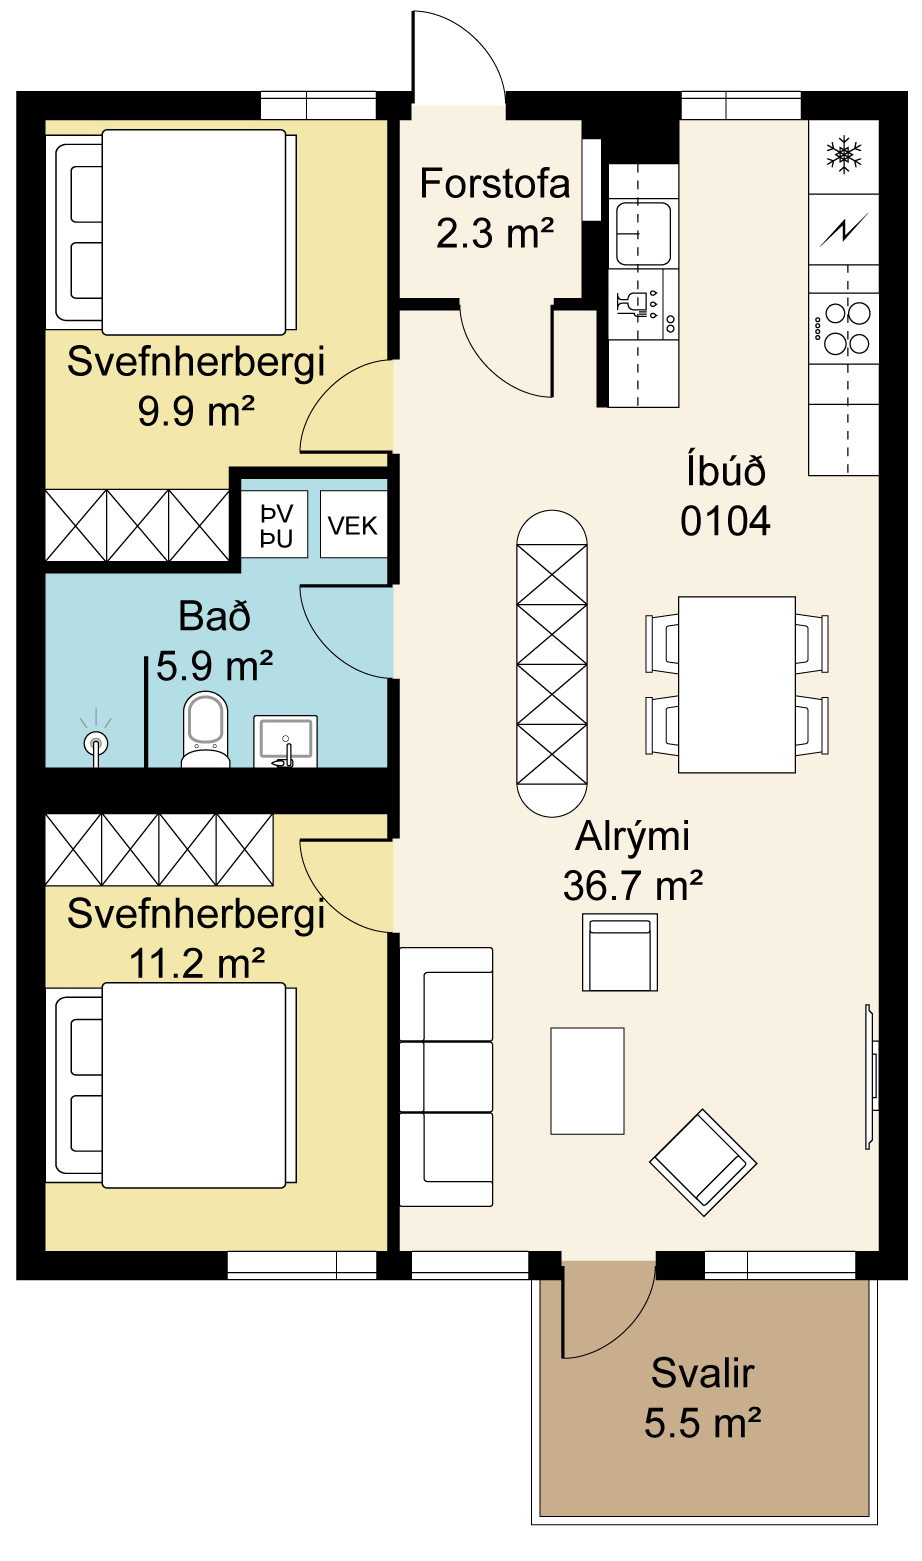 Forstofa
2.3 m²
Svefnherbergi
9.9 m²
Íbúð
0104
ÞV
ÞU
VEK
Bað
5.9 m²
Alrými
36.7 m²
Svefnherbergi
11.2 m²
Svalir
5.5 m²